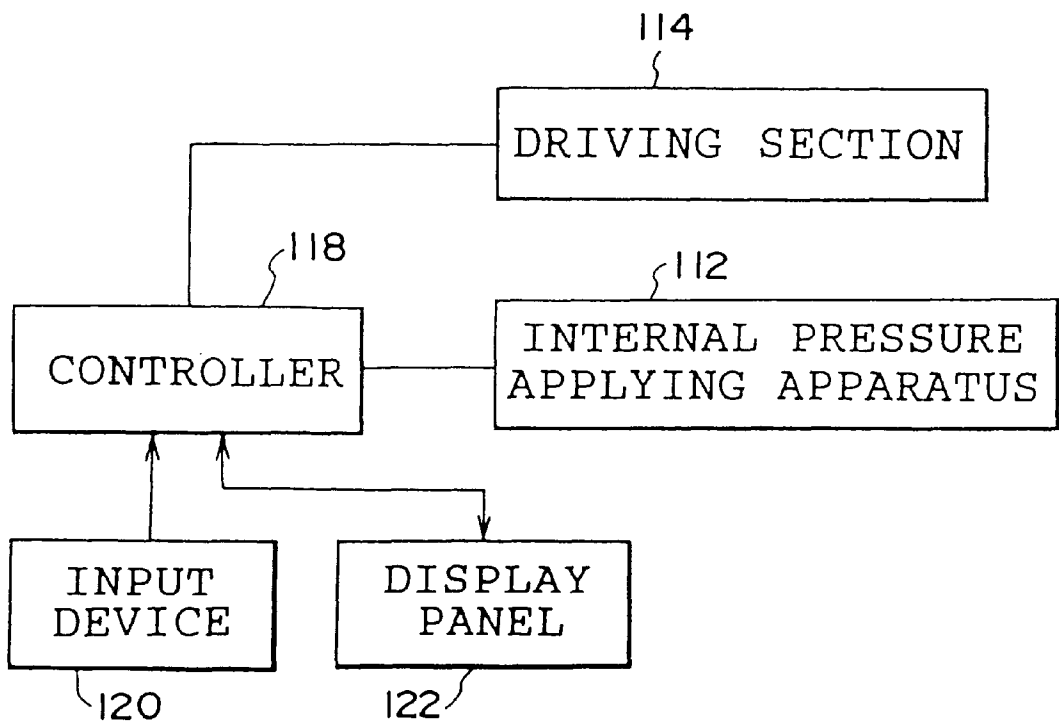 114
DRIVING SECTION
118
112
CONTROLLER
INTERNAL PRESSURE
APPLYING APPARATUS
INPUT
DEVICE
DISPLAY
PANEL
120
122